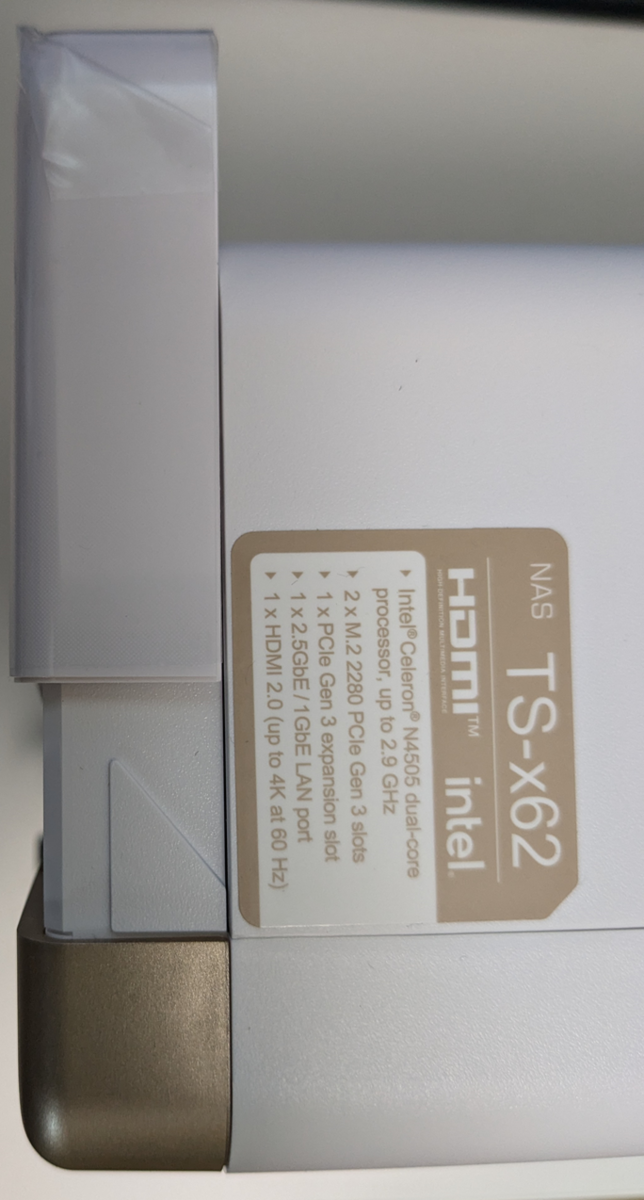 NAS TS-x62
HDMI™ intel.
HIGH DEFINITION MULTIMEDIA INTERFACE
▸ Intel® Celeron® N4505 dual-core
processor, up to 2.9 GHz
▸ 2 x M.2 2280 PCIe Gen 3 slots
▸ 1 x PCIe Gen 3 expansion slot
▸ 1 x 2.5GbE / 1GbE LAN port
▸ 1 x HDMI 2.0 (up to 4K at 60 Hz)